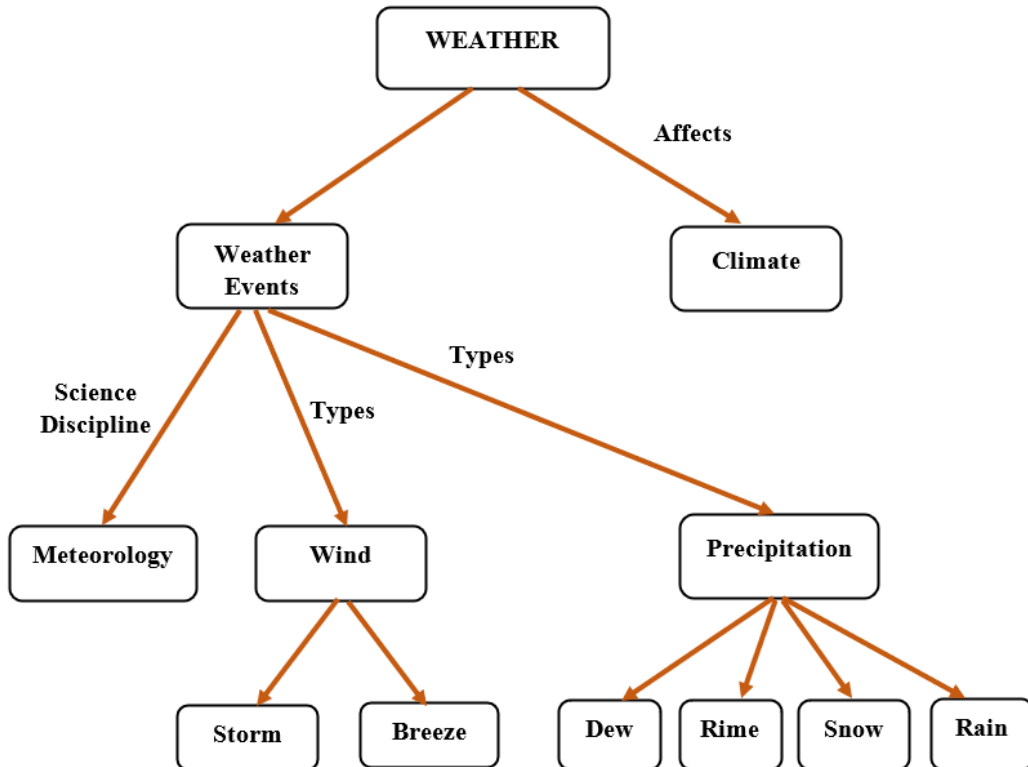 WEATHER
Affects
Weather
Events
Climate
Types
Science
Discipline
Types
Meteorology
Wind
Precipitation
Storm
Breeze
Dew
Rime
Snow
Rain